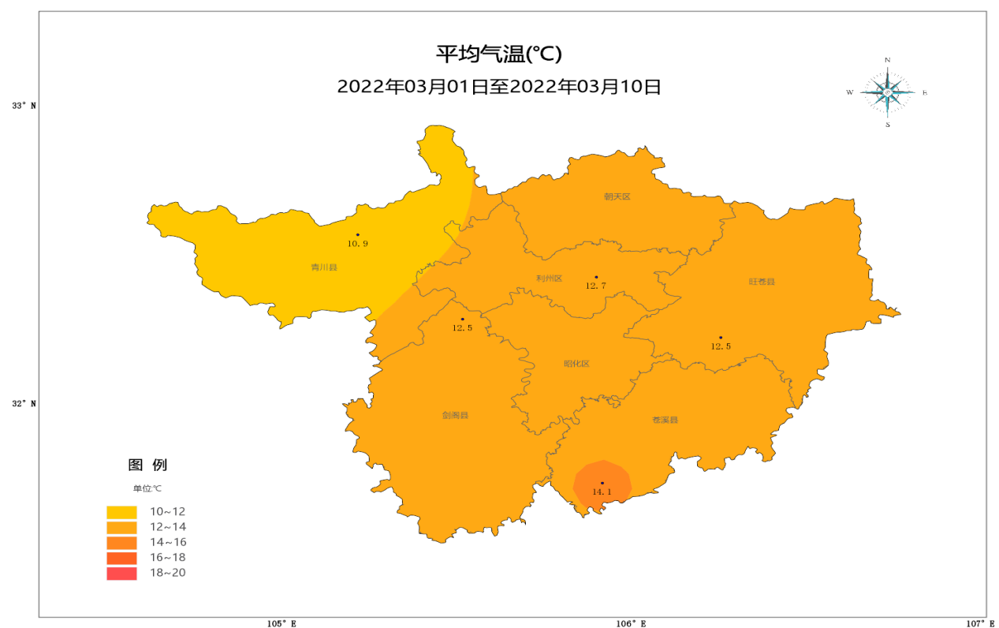 平均气温(℃)
2022年03月01日至2022年03月10日
N
W E
S
33° N
朝天区
10.9
青川县
利州区
12.7
旺苍县
12.5
12.5
昭化区
32° N
剑阁县
苍溪县
14.1
图 例
单位:℃
10~12
12~14
14~16
16~18
18~20
105° E
106° E
107° E